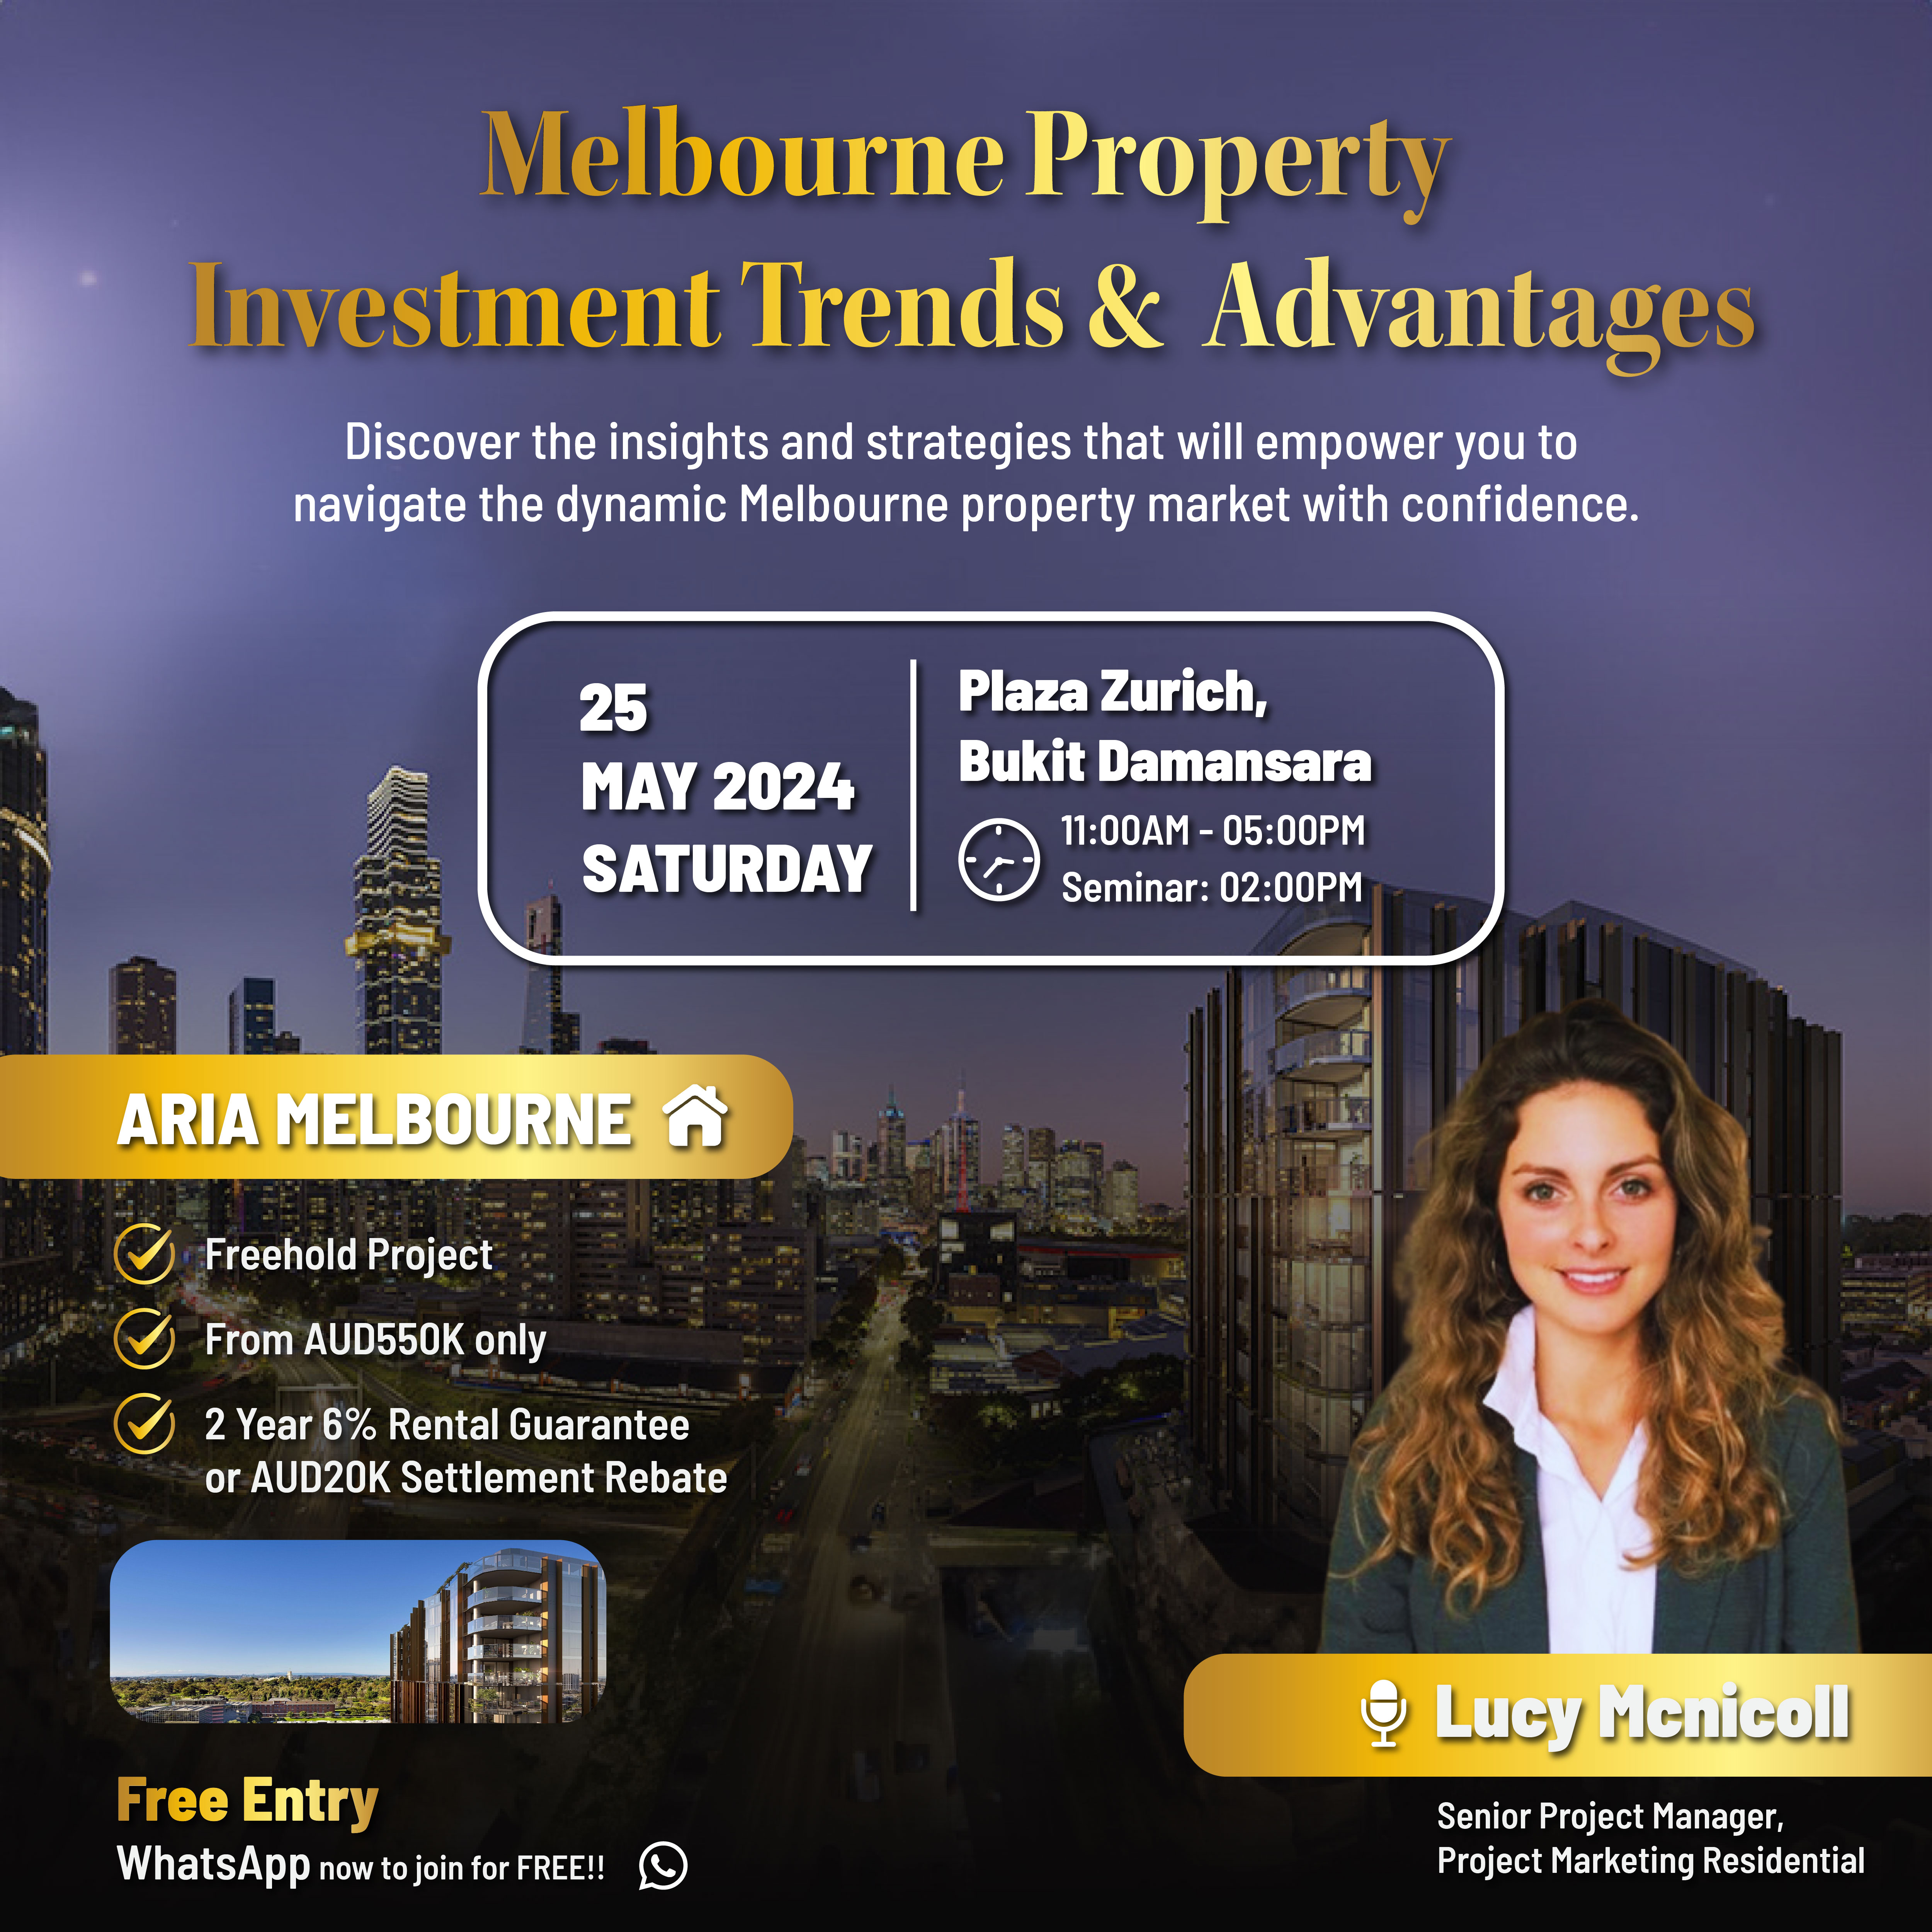 Melbourne Property
Investment Trends & Advantages
Discover the insights and strategies that will empower you to
navigate the dynamic Melbourne property market with confidence.
25
MAY 2024
SATURDAY
Plaza Zurich,
Bukit Damansara
11:00AM - 05:00PM
Seminar: 02:00PM
ARIA MELBOURNE
Freehold Project
From AUD550K only
2 Year 6% Rental Guarantee
or AUD20K Settlement Rebate
Free Entry
WhatsApp now to join for FREE!!
Lucy Mcnicoll
Senior Project Manager,
Project Marketing Residential